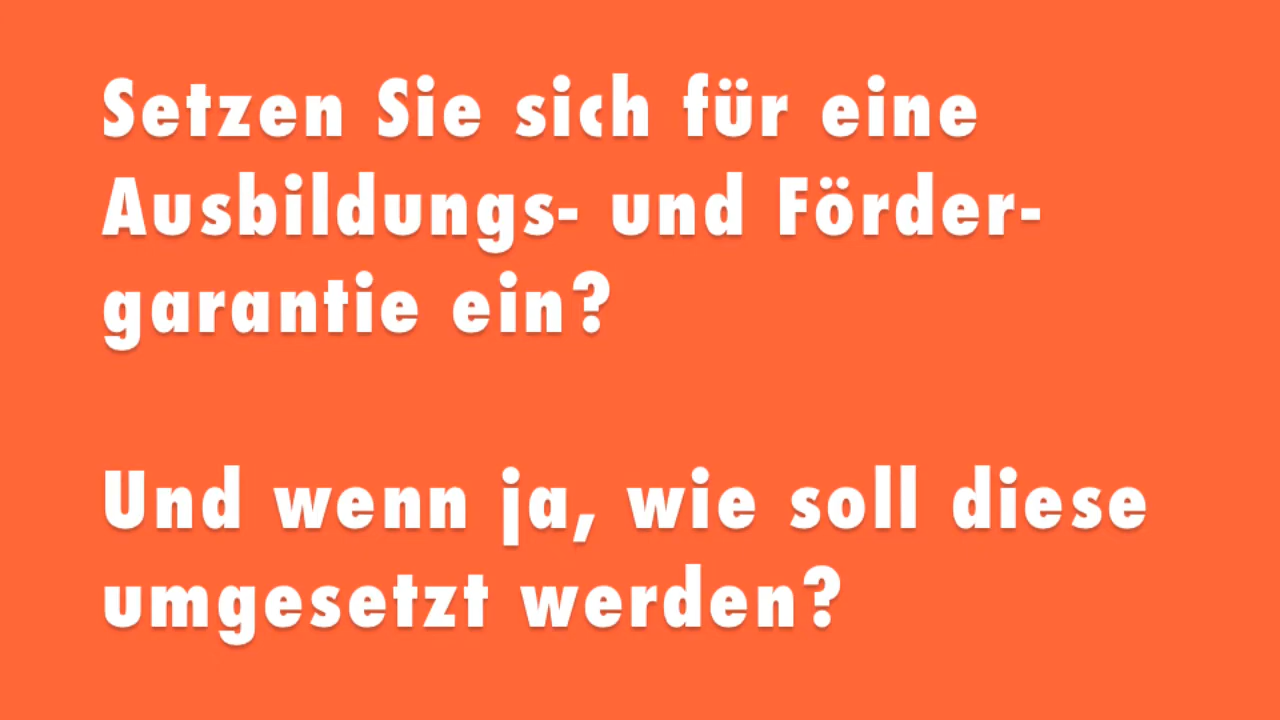 Setzen Sie sich für eine
Ausbildungs- und Förder-
garantie ein?
Und wenn ja, wie soll diese
umgesetzt werden?